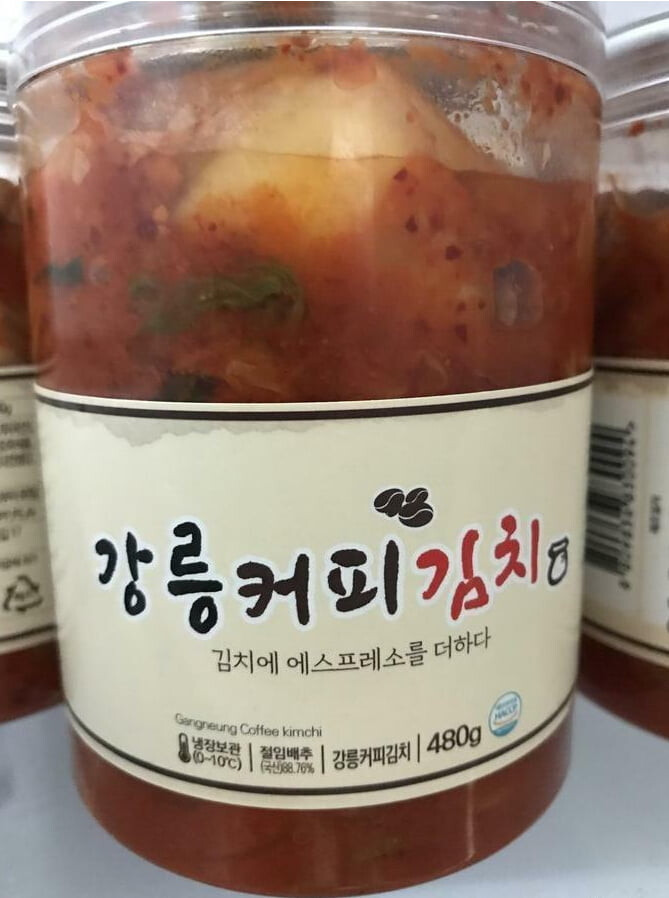 강릉커피김치
김치에 에스프레소를 더하다
Gangneung Coffee kimchi
냉장보관 (0~10℃)
절임배추 (국산)88.76%
강릉커피김치
480g
HACCP